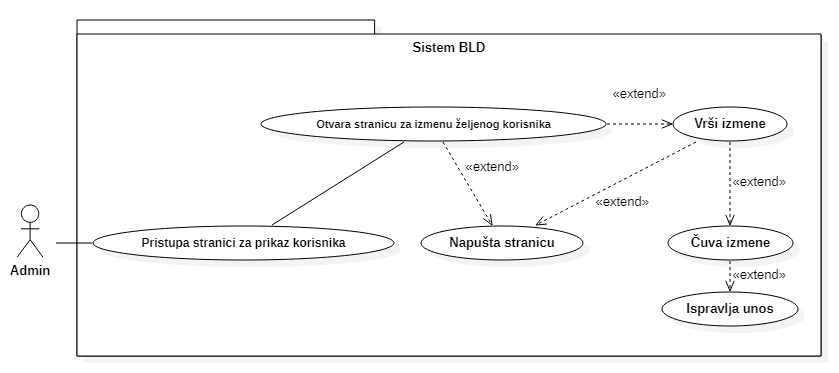 Sistem BLD
«extend»
Otvara stranicu za izmenu željenog korisnika
Vrši izmene
«extend»
«extend»
«extend»
Pristupa stranici za prikaz korisnika
Napušta stranicu
Čuva izmene
Admin
«extend»
Ispravlja unos